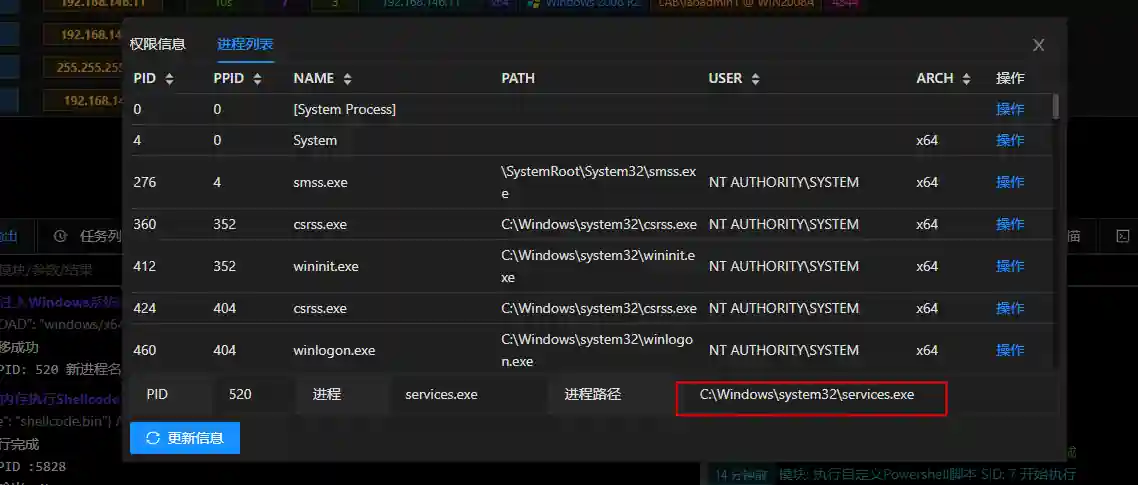 192.168.146.11 10s 7 3 192.168.146.11 x64 Windows 2008 R2 LAB\laoadmin1 @ WIN2008A 4844
192.168.14
255.255.255
192.168.14
权限信息 进程列表
PID PPID NAME PATH USER ARCH 操作
0 0 [System Process] 操作
4 0 System x64 操作
276 4 smss.exe \SystemRoot\System32\smss.ex
e NT AUTHORITY\SYSTEM x64 操作
360 352 csrss.exe C:\Windows\system32\csrss.exe NT AUTHORITY\SYSTEM x64 操作
412 352 wininit.exe C:\Windows\system32\wininit.e
xe NT AUTHORITY\SYSTEM x64 操作
424 404 csrss.exe C:\Windows\system32\csrss.exe NT AUTHORITY\SYSTEM x64 操作
460 404 winlogon.exe C:\Windows\system32\winlogo
n.exe NT AUTHORITY\SYSTEM x64 操作
PID 520 进程 services.exe 进程路径 C:\Windows\system32\services.exe
更新信息
任务列
描
模块/参数/结果
注入Windows系统
OAD": "windows/x64
移成功
PID: 520 新进程名
内存执行Shellcode
e": "shellcode.bin"} /
行完成
PID :5828
14 分钟前 模块: 执行自定义Powershell脚本 SID: 7 开始执行